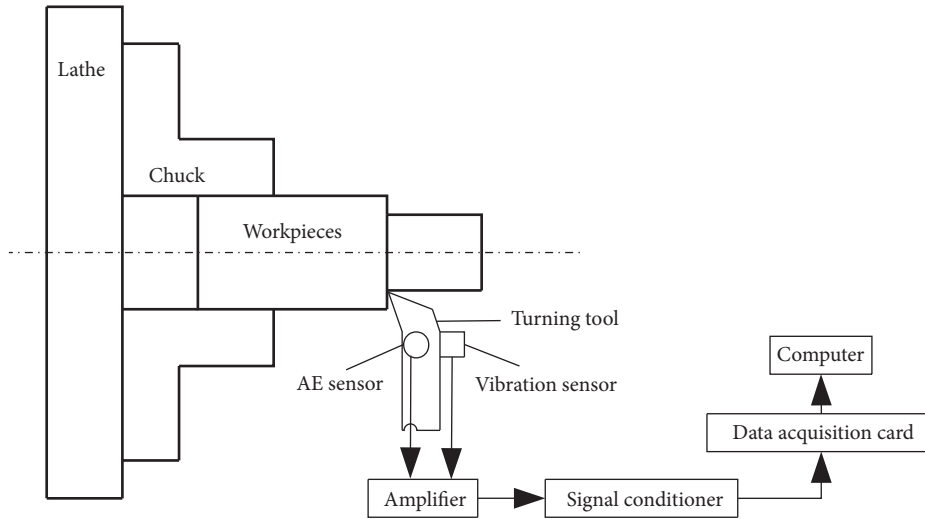 Lathe
Chuck
Workpieces
Turning tool
AE sensor
Vibration sensor
Computer
Data acquisition card
Amplifier
Signal conditioner